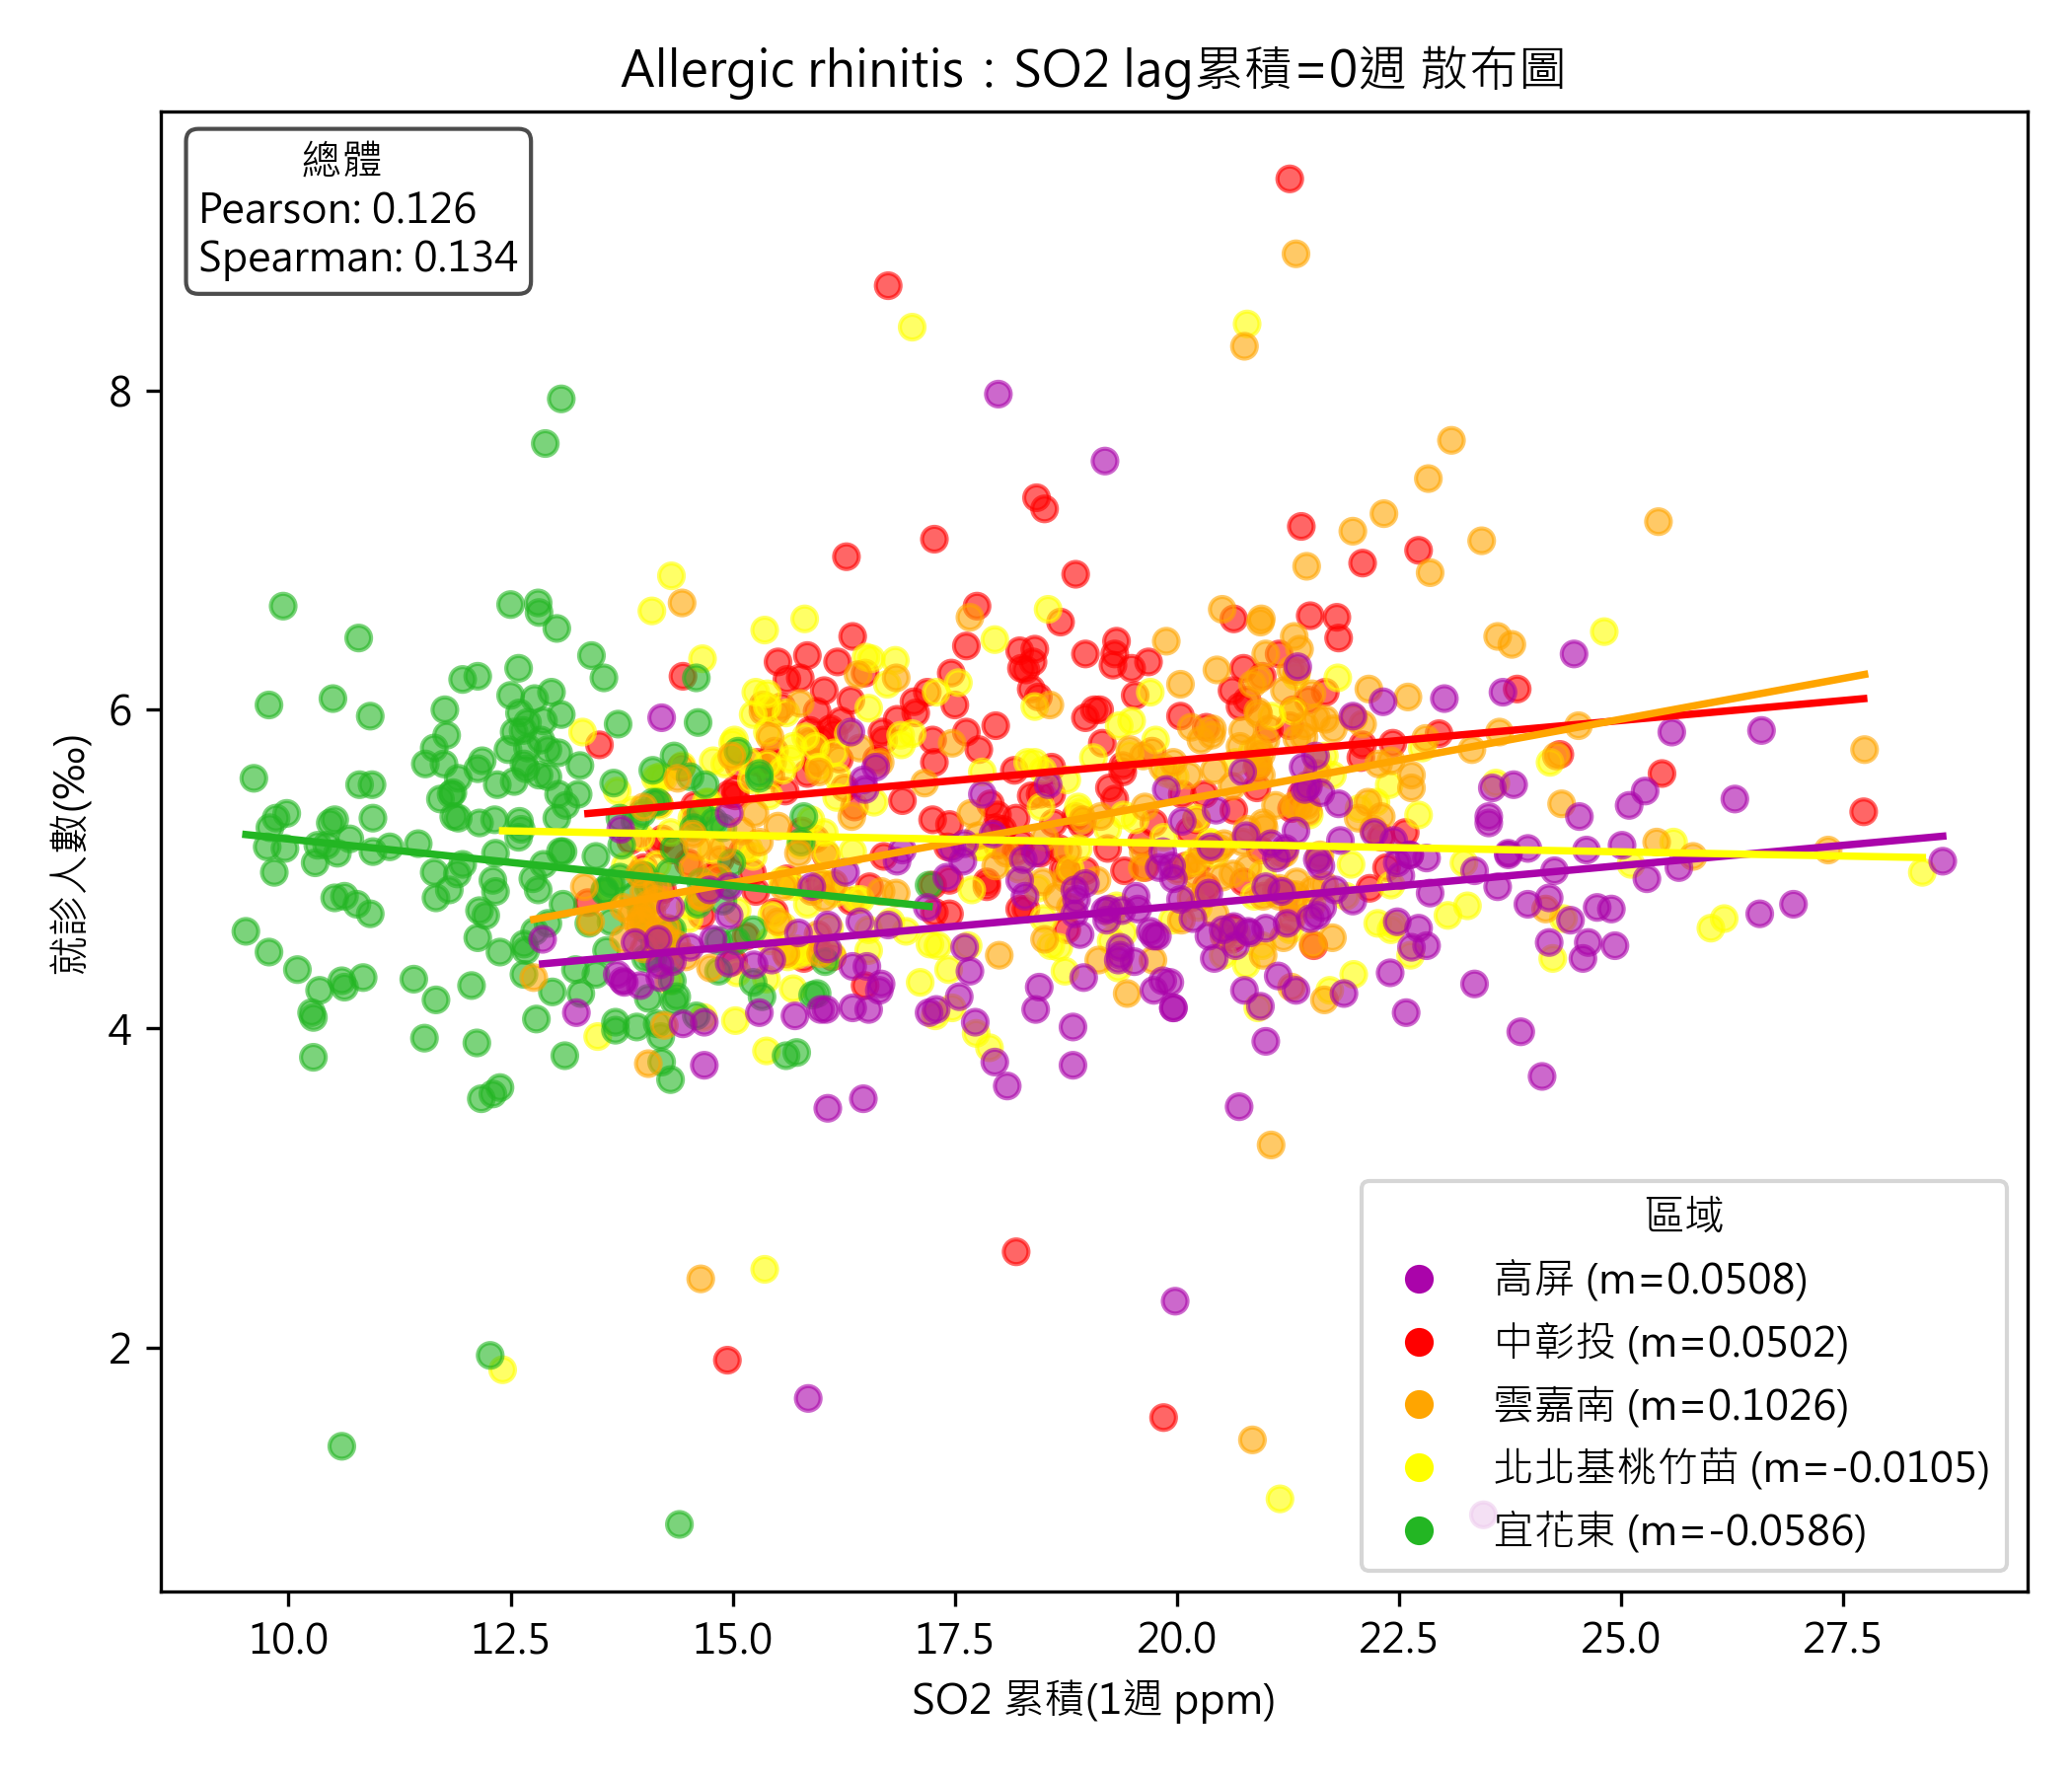 Allergic rhinitis：SO2 lag累積=0週 散布圖
總體
Pearson: 0.126
Spearman: 0.134
就診人數(‰)
8
6
4
2
區域
高屏 (m=0.0508)
中彰投 (m=0.0502)
雲嘉南 (m=0.1026)
北北基桃竹苗 (m=-0.0105)
宜花東 (m=-0.0586)
10.0 12.5 15.0 17.5 20.0 22.5 25.0 27.5
SO2 累積(1週 ppm)